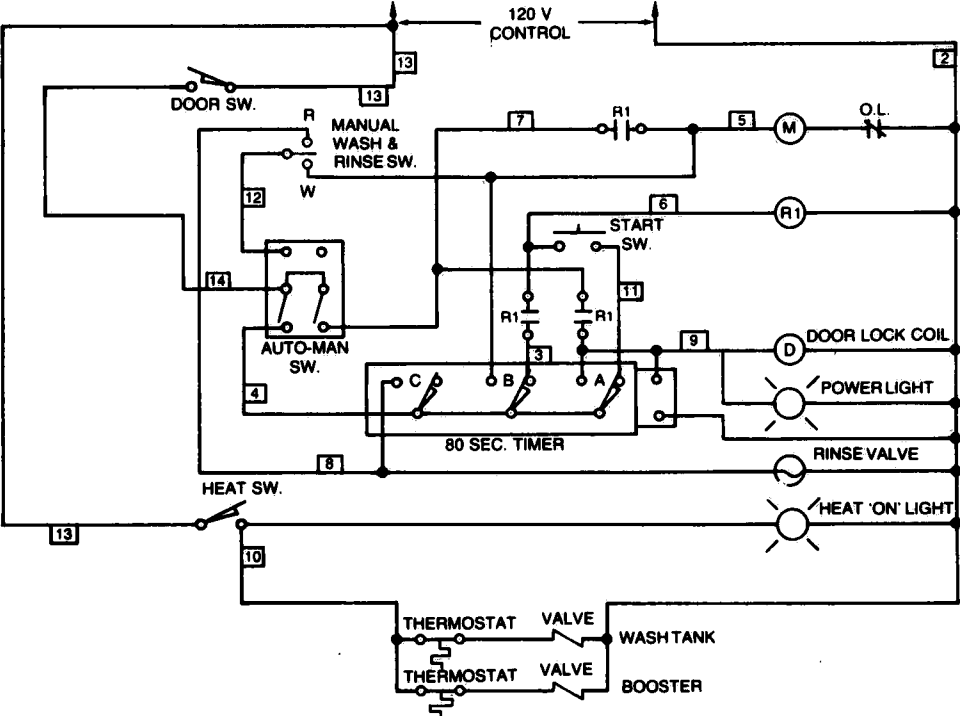 120 V
CONTROL
13
2
13
DOOR SW.
R
MANUAL
WASH &
RINSE SW.
W
7
R1
5
M
O.L.
12
6
R1
START
SW.
14
11
R1
R1
AUTO-MAN
SW.
3
9
D
DOOR LOCK COIL
4
C
B
A
POWER LIGHT
80 SEC. TIMER
8
RINSE VALVE
HEAT SW.
HEAT 'ON' LIGHT
13
10
THERMOSTAT
VALVE
WASH TANK
THERMOSTAT
VALVE
BOOSTER